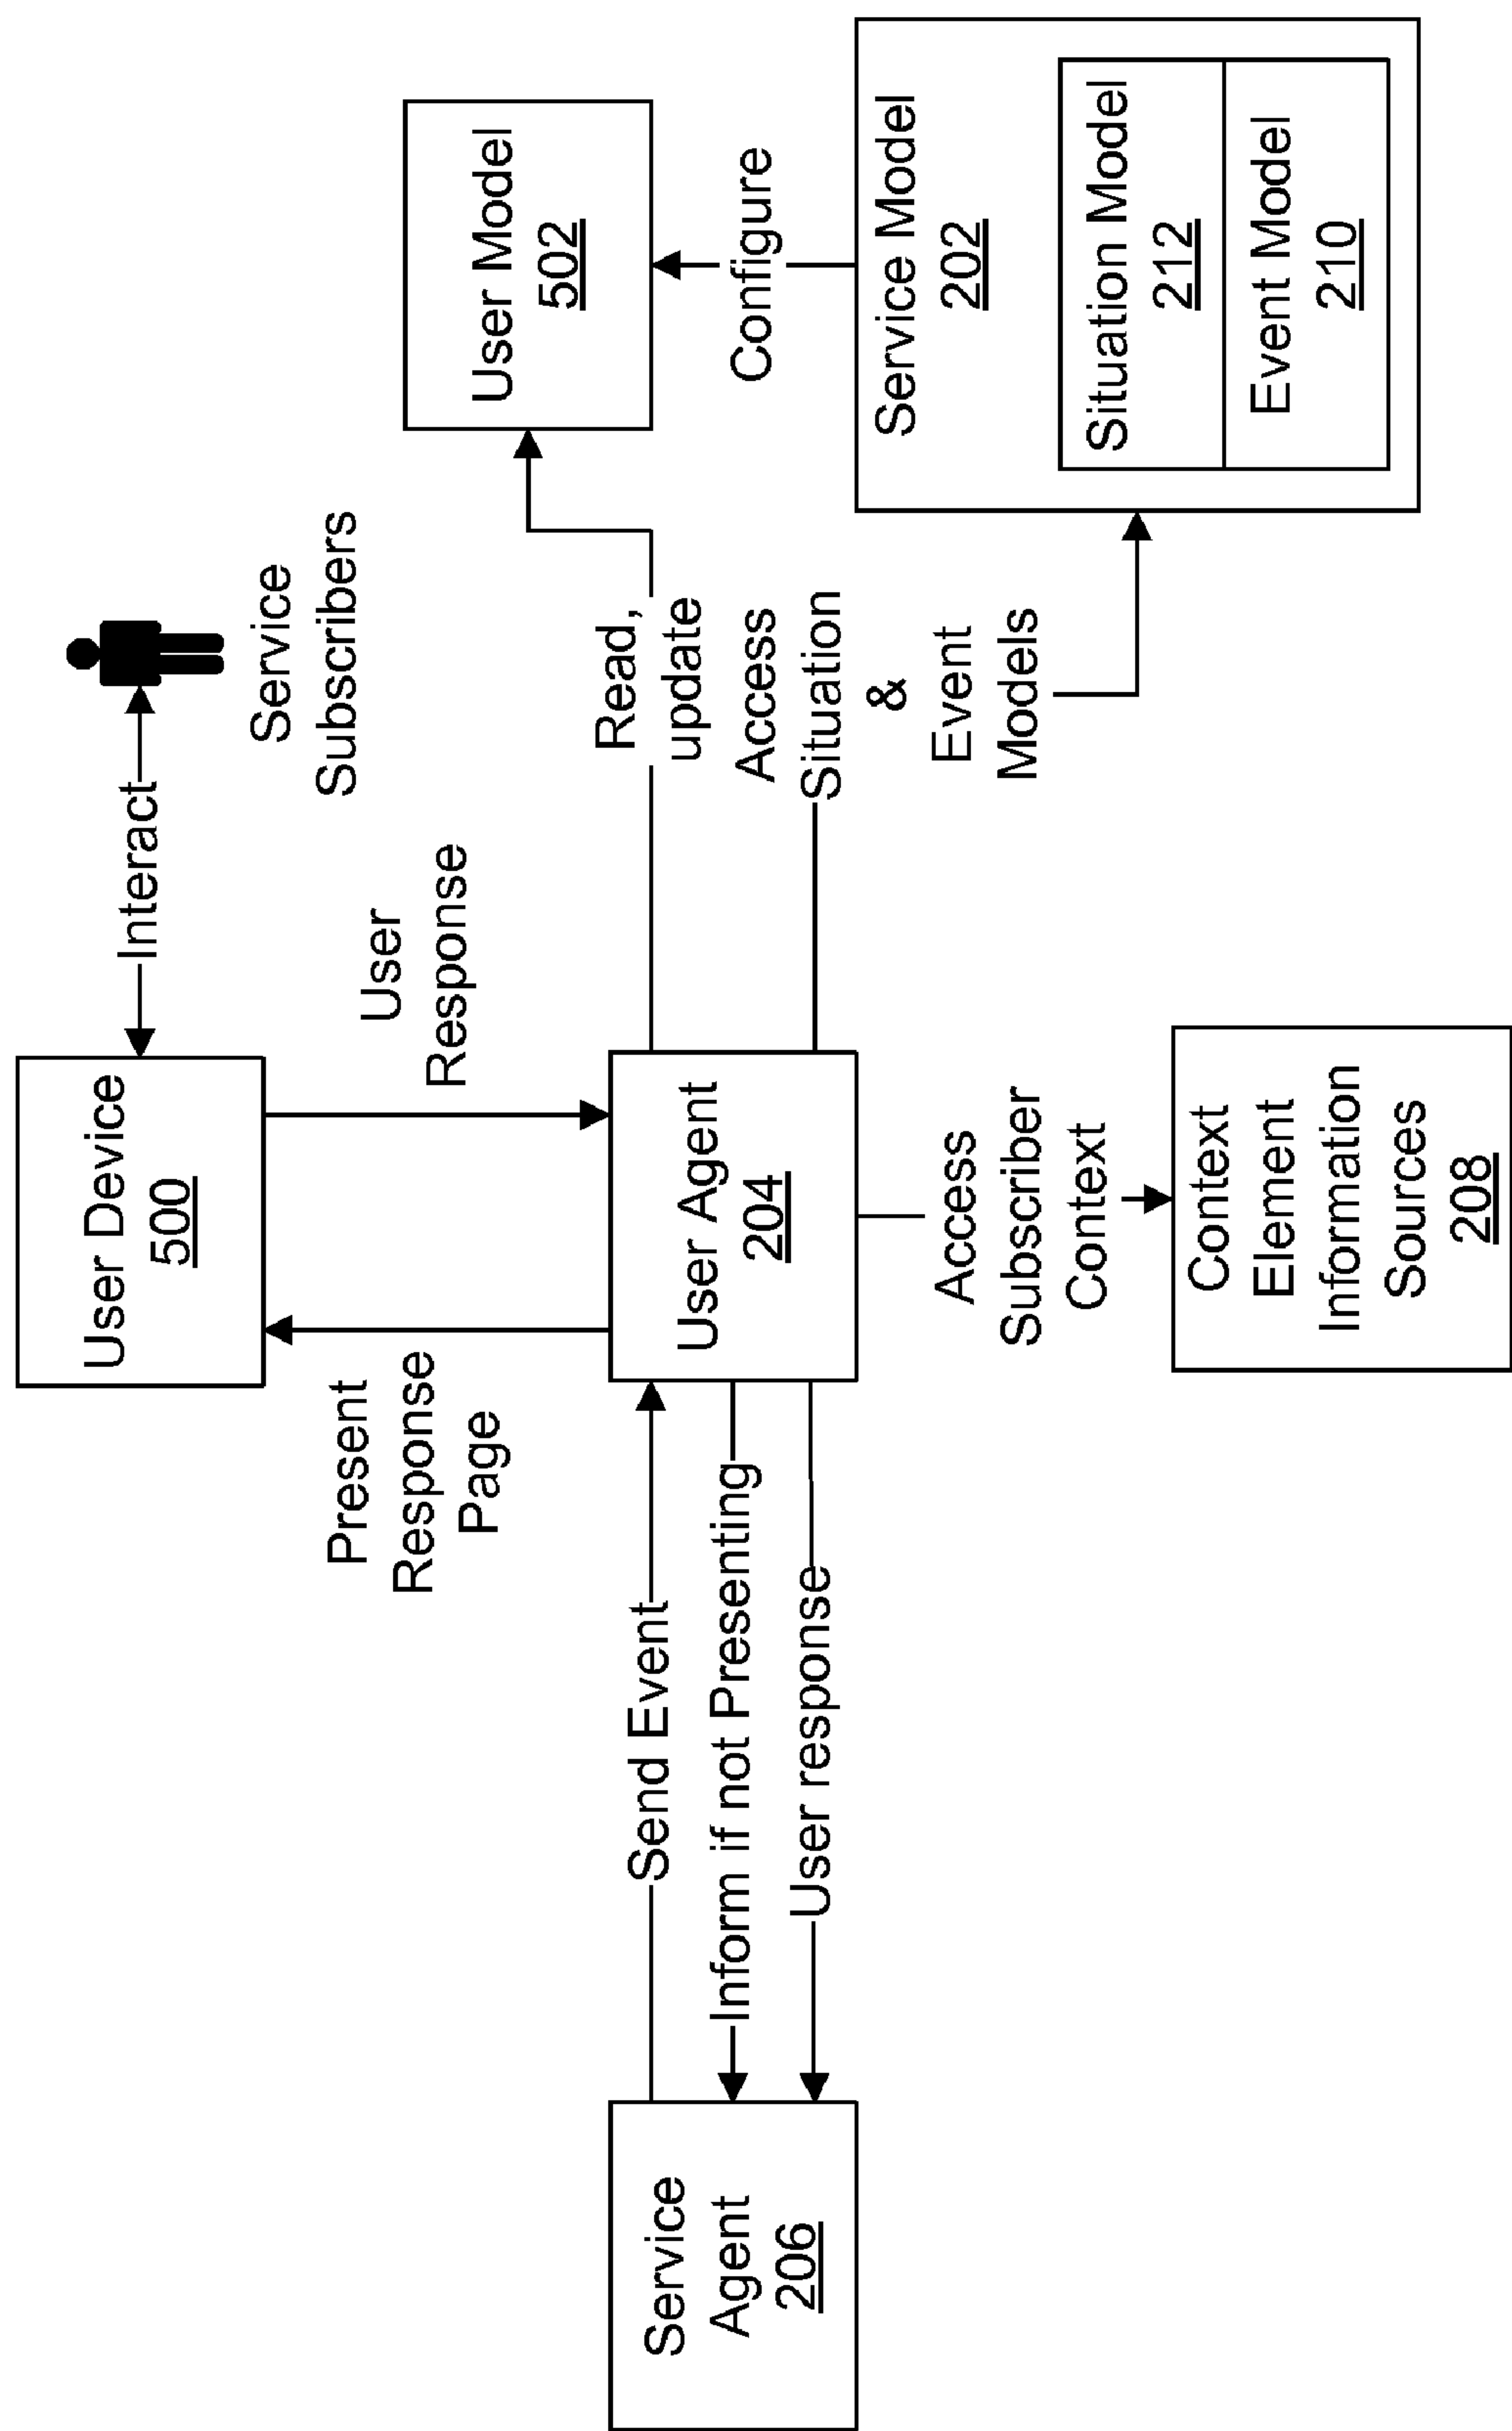 User Device
500
Interact
Service
Subscribers
User Model
502
Present
Response
Page
User
Response
Read,
update
Configure
Service
Agent
206
Send Event
Inform if not Presenting
User response
User Agent
204
Access
Situation
&
Event
Models
Service Model
202
Situation Model
212
Event Model
210
Access
Subscriber
Context
Context
Element
Information
Sources
208